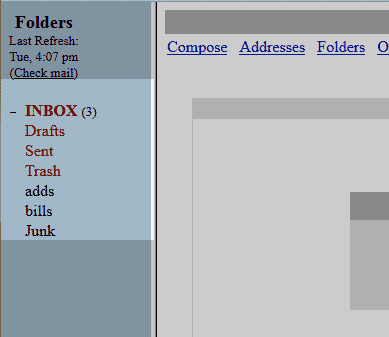 Folders
Last Refresh:
Tue, 4:07 pm
(Check mail)
Compose Addresses Folders O
– INBOX (3)
Drafts
Sent
Trash
adds
bills
Junk